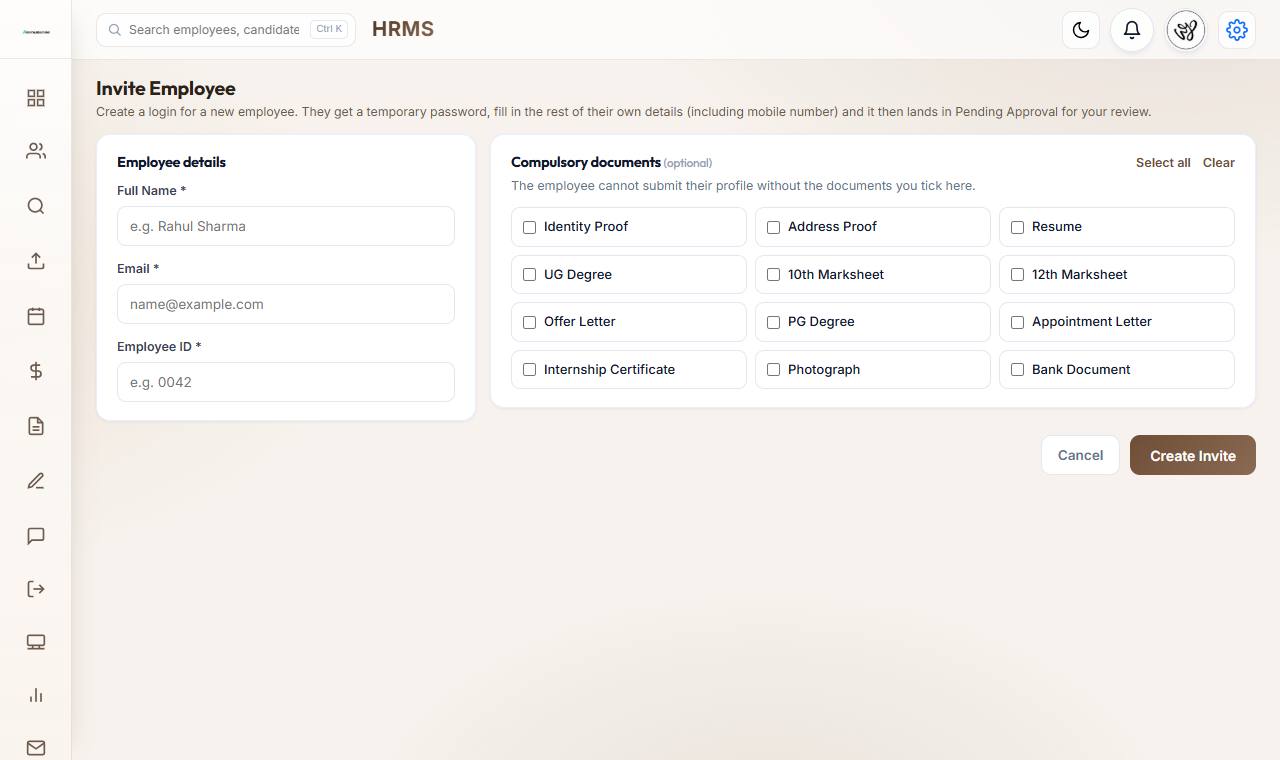 Search employees, candidate
Ctrl K
HRMS
Invite Employee
Create a login for a new employee. They get a temporary password, fill in the rest of their own details (including mobile number) and it then lands in Pending Approval for your review.
Employee details
Full Name *
e.g. Rahul Sharma
Email *
name@example.com
Employee ID *
e.g. 0042
Compulsory documents (optional)
Select all
Clear
The employee cannot submit their profile without the documents you tick here.
Identity Proof
Address Proof
Resume
UG Degree
10th Marksheet
12th Marksheet
Offer Letter
PG Degree
Appointment Letter
Internship Certificate
Photograph
Bank Document
Cancel
Create Invite